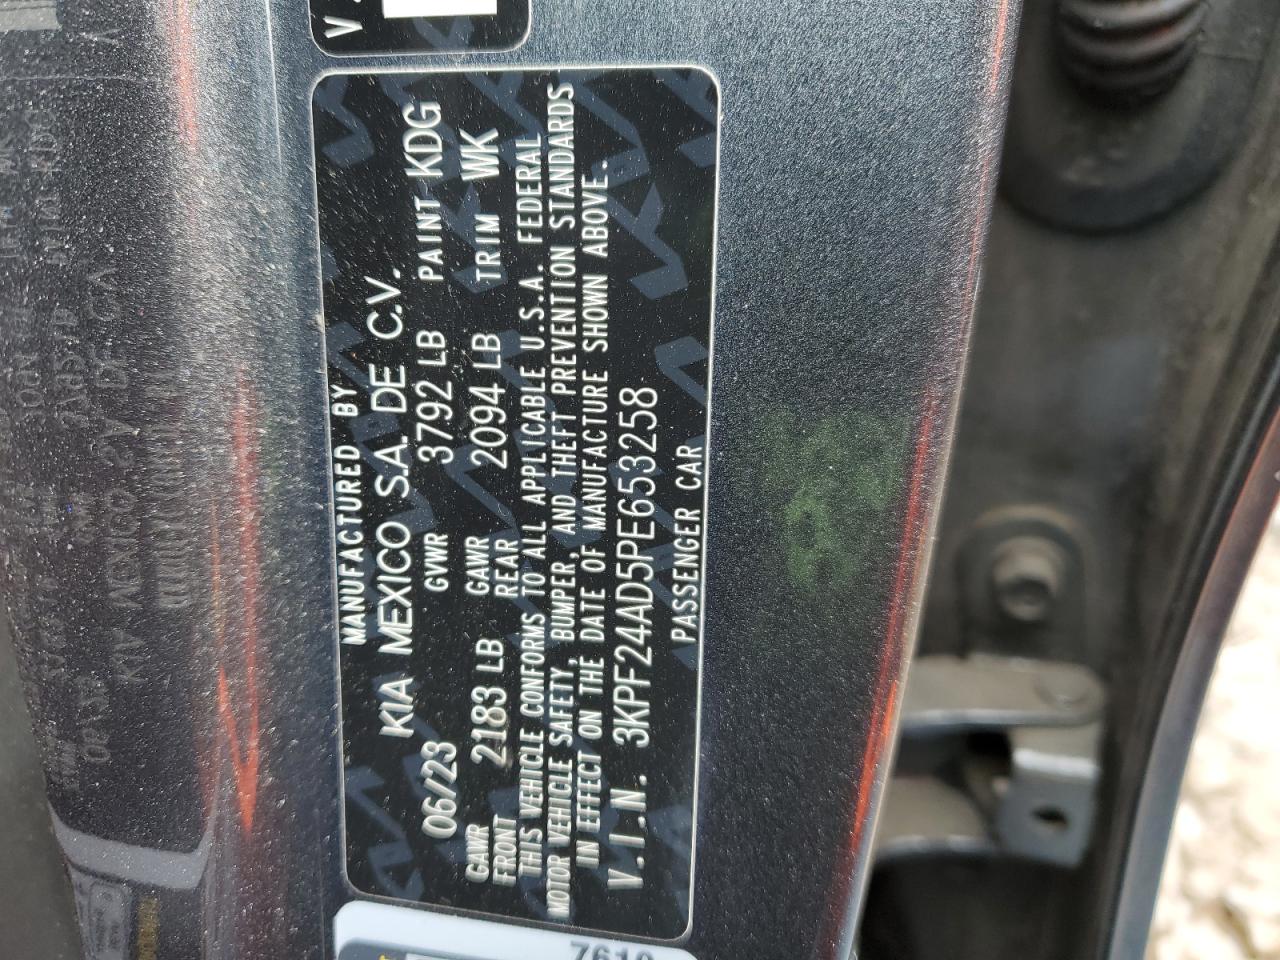 MANUFACTURED BY
KIA MEXICO S.A. DE C.V.
06/23 GVWR 3792 LB PAINT KDG
GAWR FRONT 2183 LB GAWR REAR 2094 LB TRIM WK
THIS VEHICLE CONFORMS TO ALL APPLICABLE U.S.A. FEDERAL
MOTOR VEHICLE SAFETY, BUMPER, AND THEFT PREVENTION STANDARDS
IN EFFECT ON THE DATE OF MANUFACTURE SHOWN ABOVE.
V.I.N. 3KPF24AD5PE653258
PASSENGER CAR